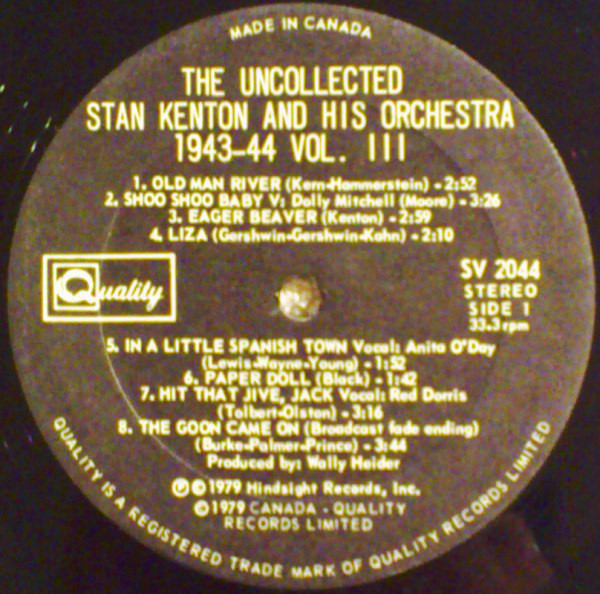 MADE IN CANADA
THE UNCOLLECTED
STAN KENTON AND HIS ORCHESTRA
1943-44 VOL. III
1. OLD MAN RIVER (Kern-Hammerstein) - 2:52
2. SHOO SHOO BABY V: Dolly Mitchell (Moore) - 3:26
3. EAGER BEAVER (Kenton) - 2:59
4. LIZA (Gershwin-Gershwin-Kahn) - 2:10
Quality
SV 2044
STEREO
SIDE 1
33.3 rpm
5. IN A LITTLE SPANISH TOWN Vocal: Anita O'Day
(Lewis-Wayne-Young) - 1:52
6. PAPER DOLL (Black) - 1:42
7. HIT THAT JIVE, JACK Vocal: Red Dorris
(Tolbert-Olston) - 3:16
8. THE GOON CAME ON (Broadcast fade ending)
(Burke-Palmer-Prince) - 3:44
Produced by: Wally Heider
℗©1979 Hindsight Records, Inc.
©1979 CANADA - QUALITY
RECORDS LIMITED
QUALITY IS A REGISTERED TRADE MARK OF QUALITY RECORDS LIMITED